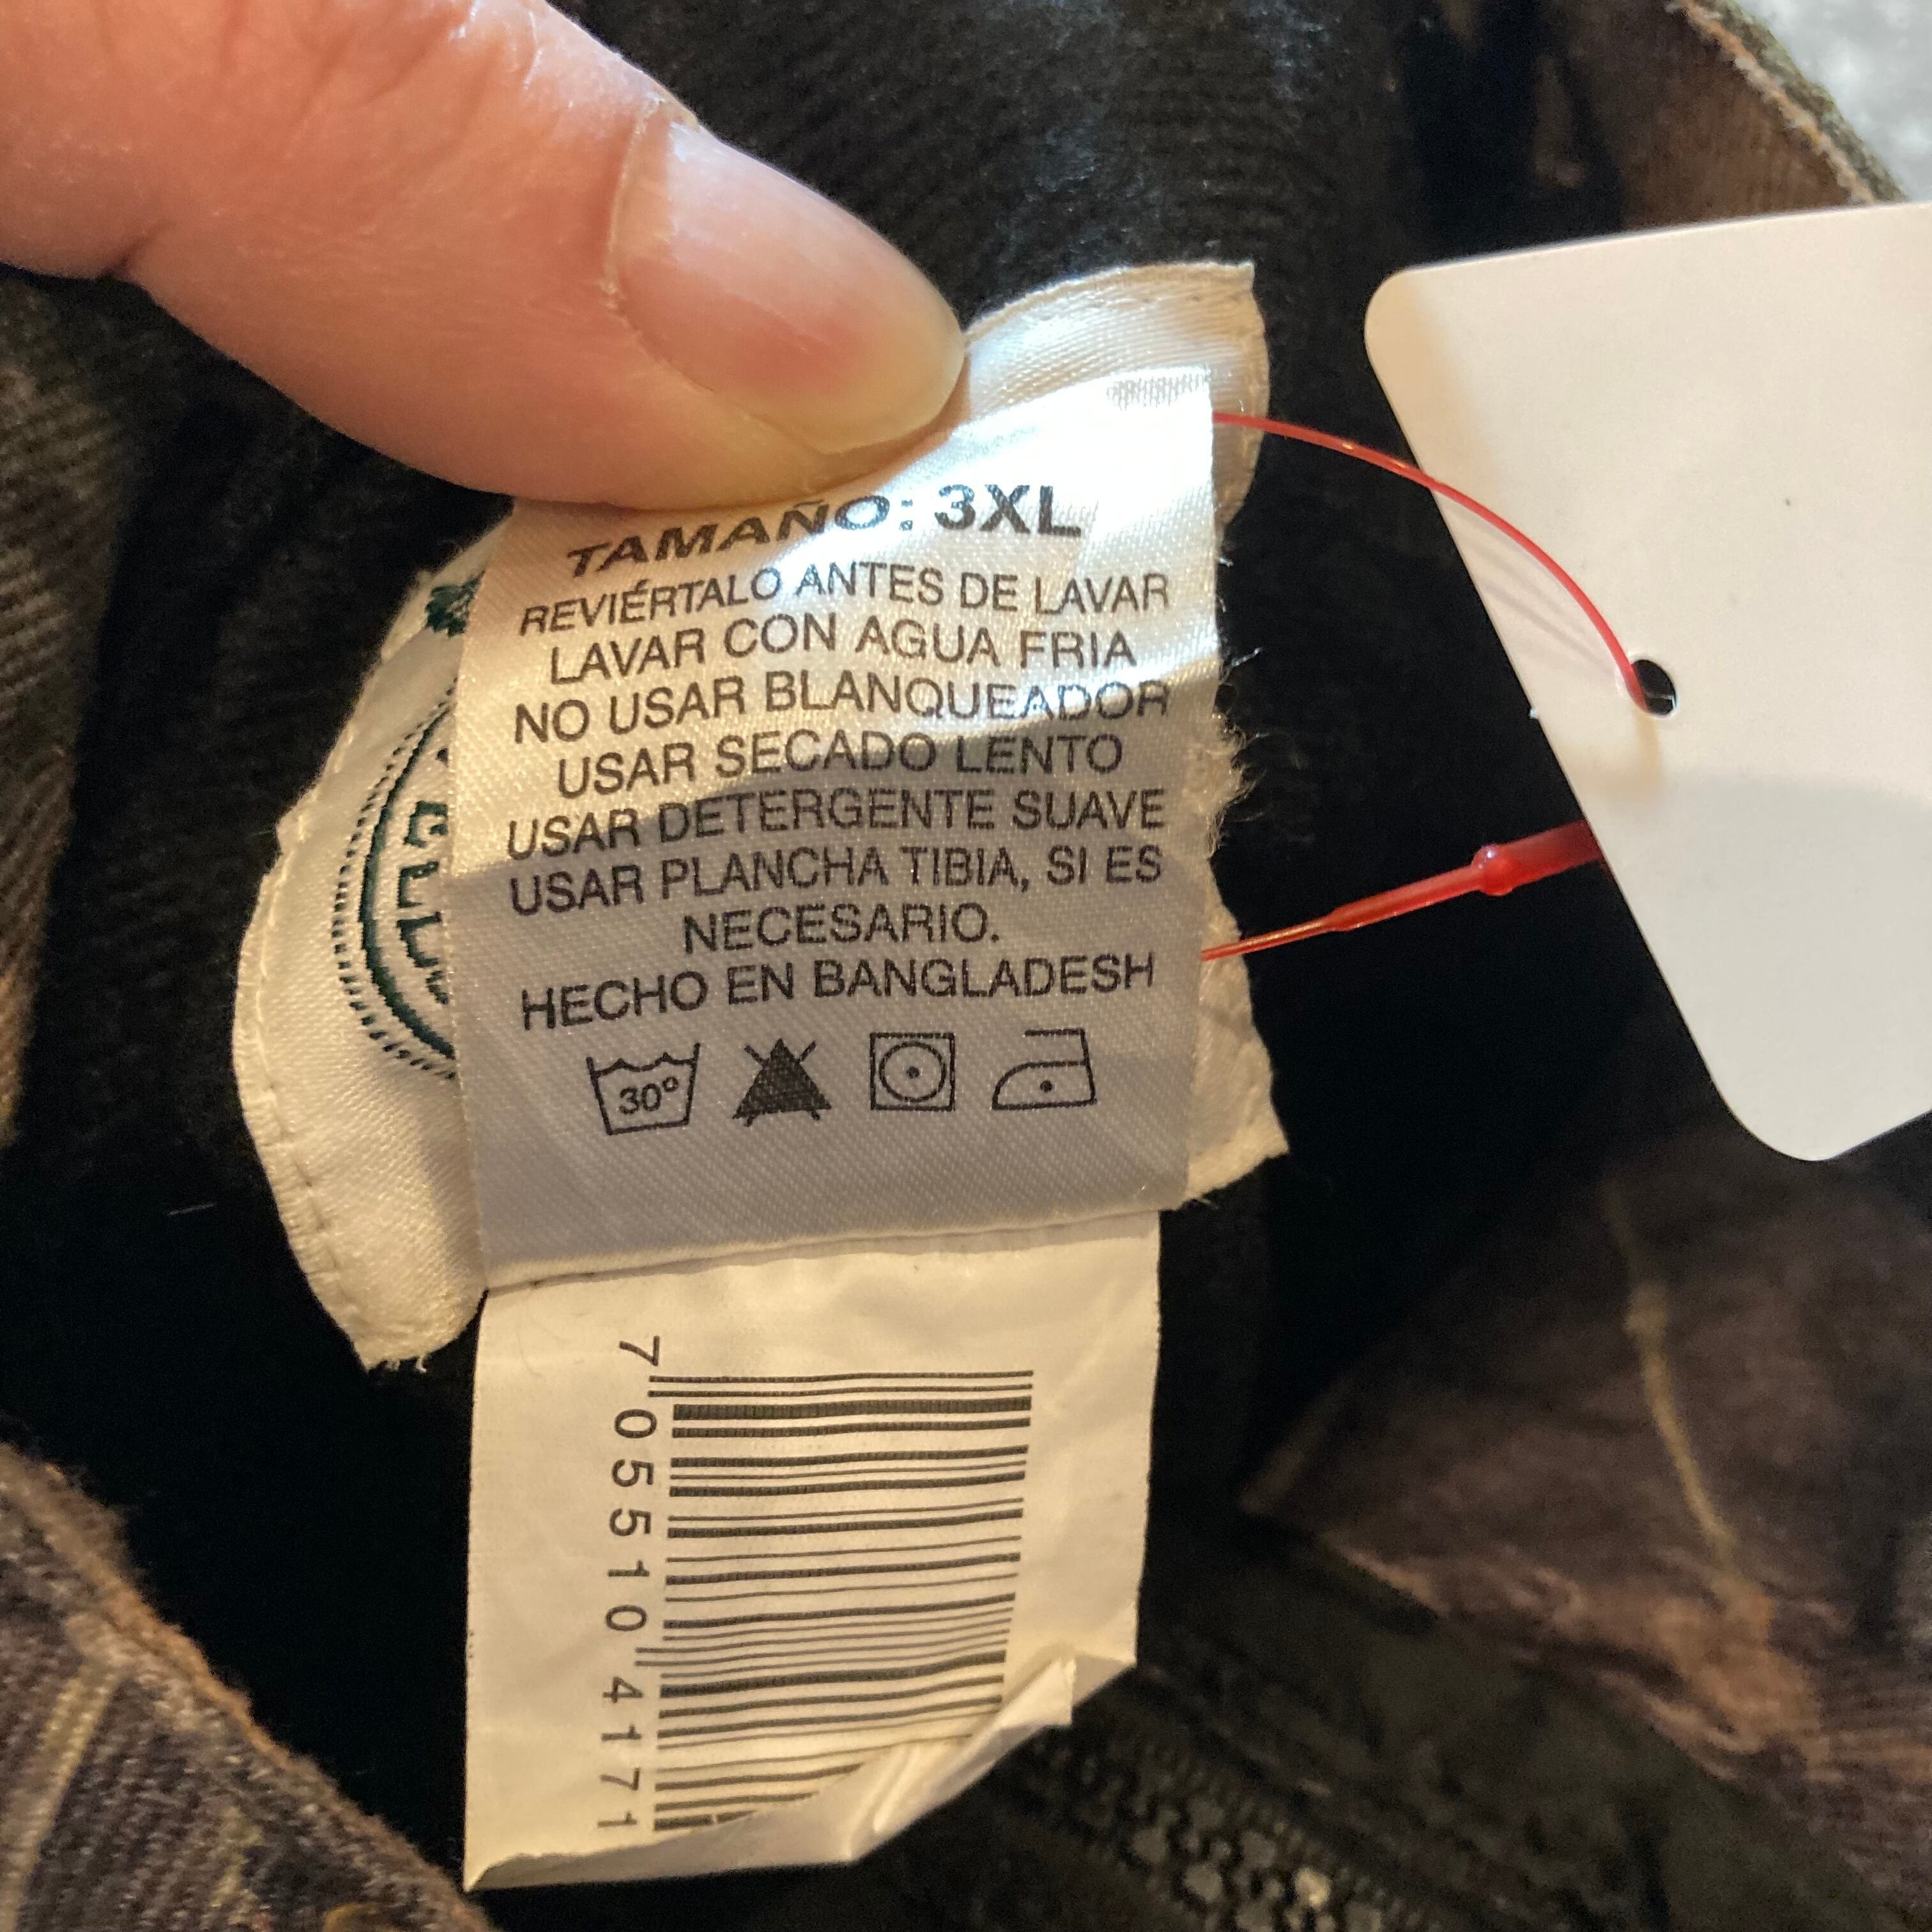 TAMAÑO: 3XL
REVIÉRTALO ANTES DE LAVAR
LAVAR CON AGUA FRIA
NO USAR BLANQUEADOR
USAR SECADO LENTO
USAR DETERGENTE SUAVE
USAR PLANCHA TIBIA, SI ES
NECESARIO.
HECHO EN BANGLADESH
30°
7 05510 4171